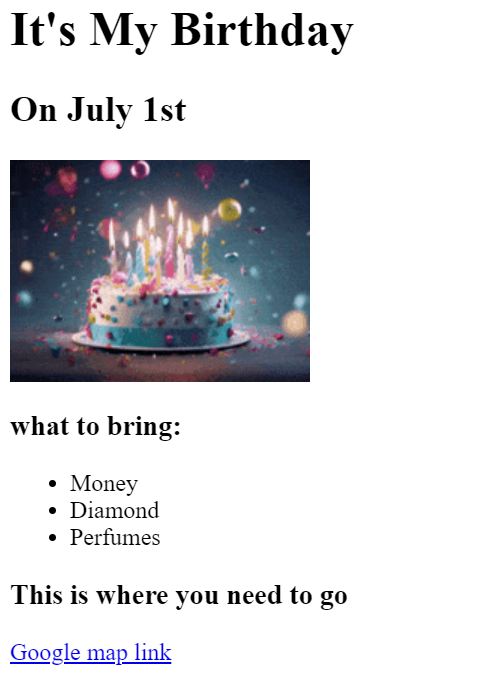 It's My Birthday
On July 1st
what to bring:
Money
Diamond
Perfumes
This is where you need to go
Google map link